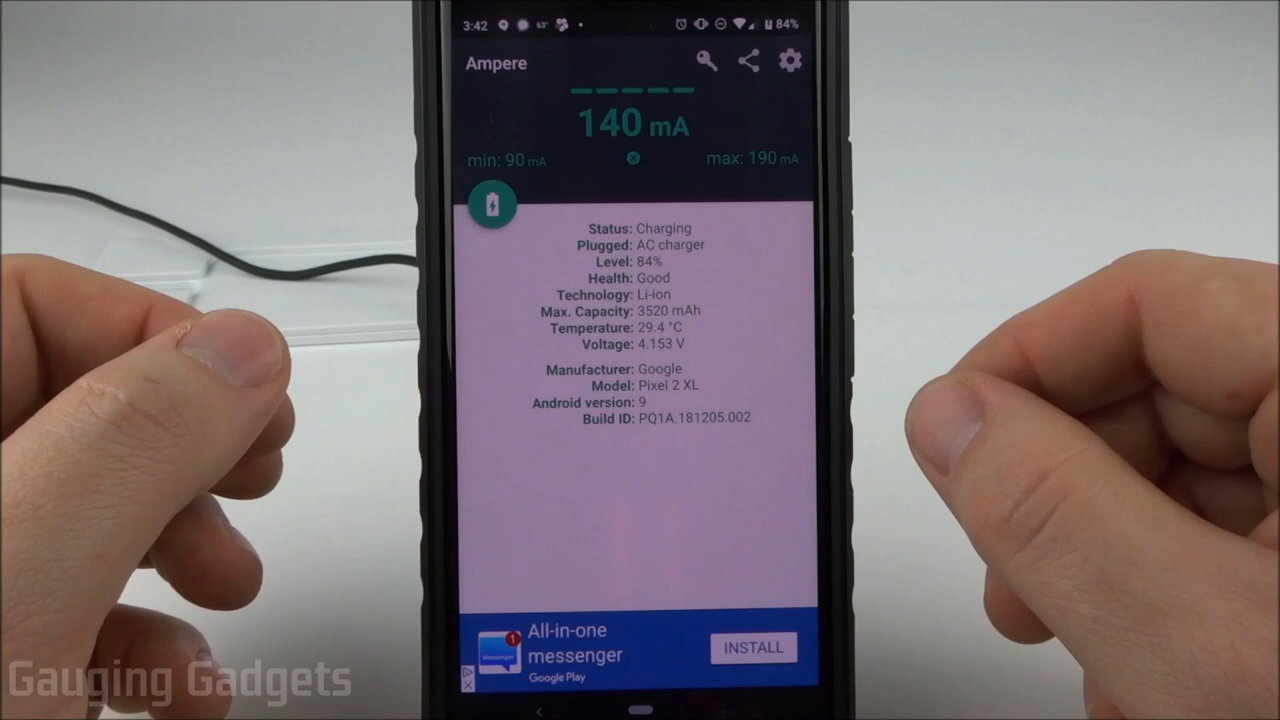 3:42 63° 84%
Ampere
140 mA
min: 90 mA max: 190 mA
Status: Charging
Plugged: AC charger
Level: 84%
Health: Good
Technology: Li-ion
Max. Capacity: 3520 mAh
Temperature: 29.4 °C
Voltage: 4.153 V
Manufacturer: Google
Model: Pixel 2 XL
Android version: 9
Build ID: PQ1A.181205.002
1
Messenger
All-in-one
messenger
INSTALL
Google Play
Gauging Gadgets